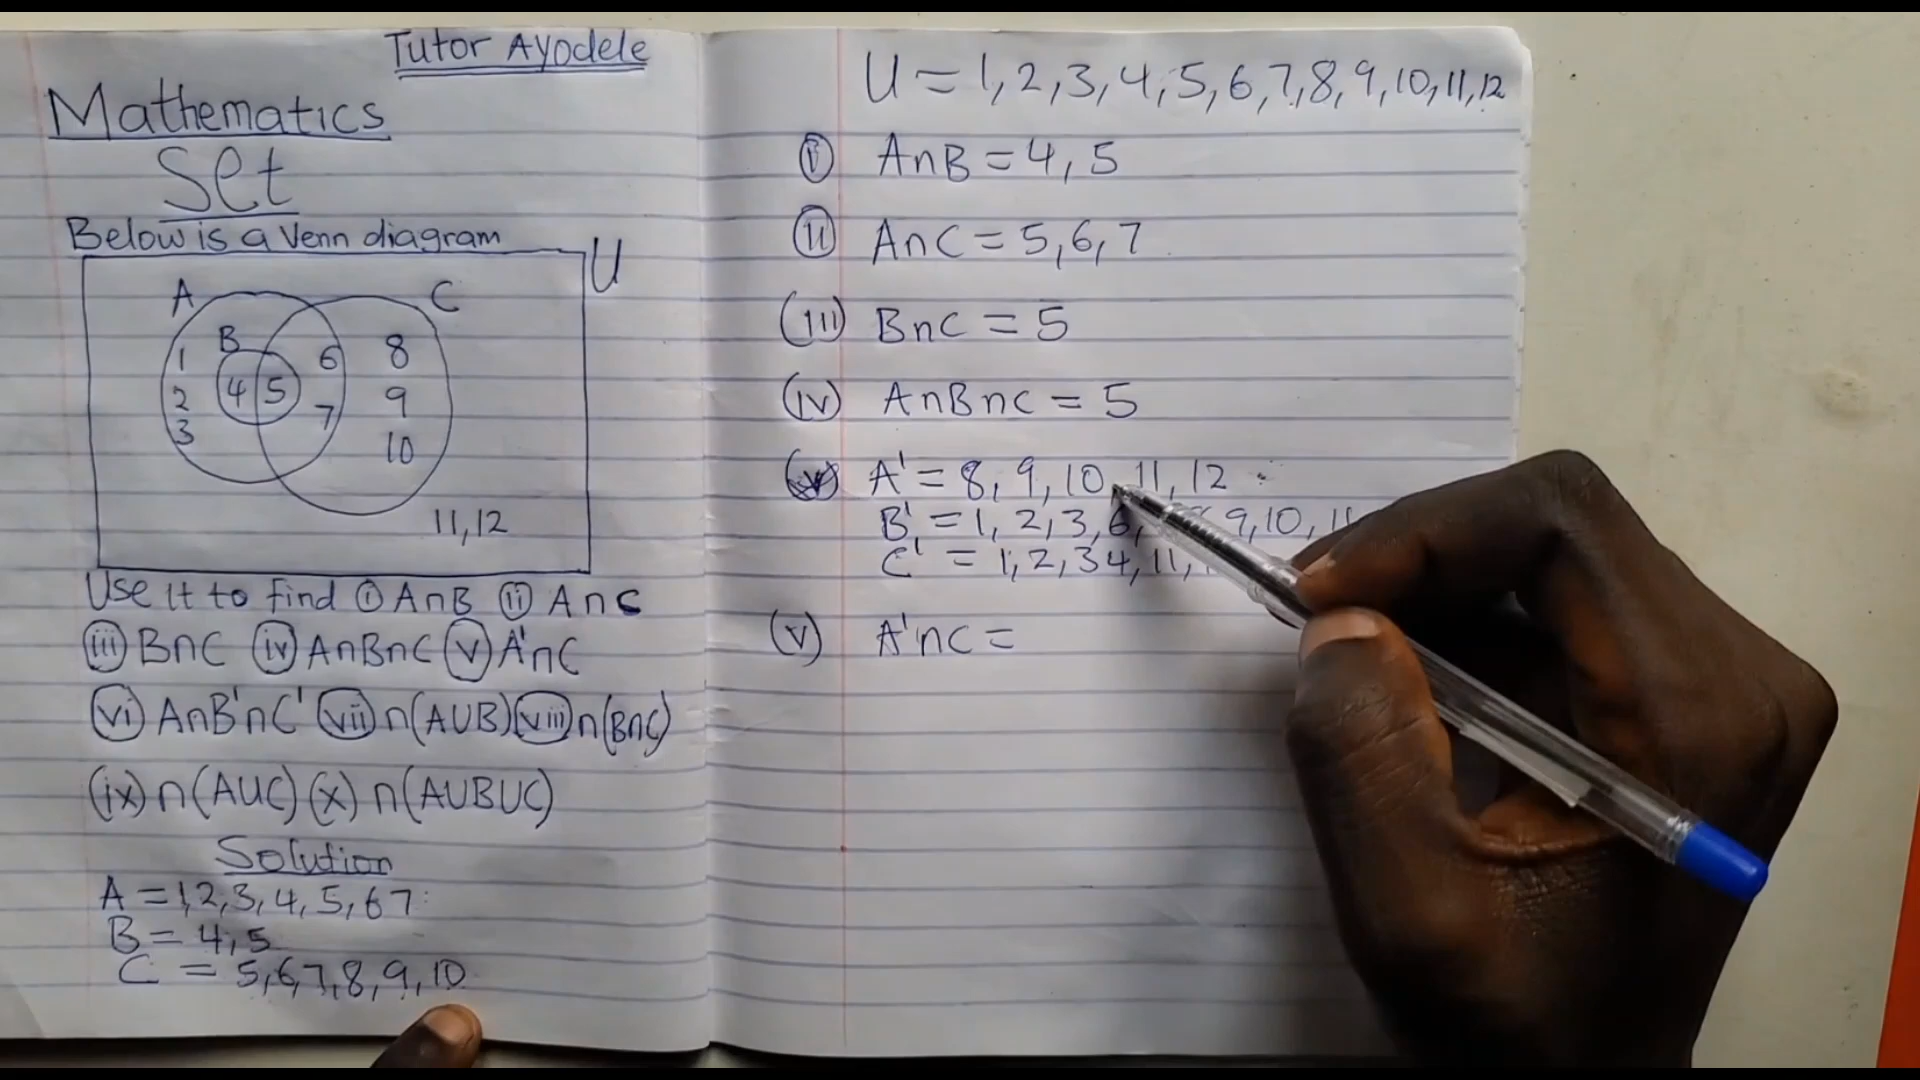 Tutor Ayodele
Mathematics
Set
Below is a Venn diagram
U
A C
B
1 6 8
2 4 5 9
3 7 10
11,12
Use it to find (i) A∩B (ii) A∩C
(iii) B∩C (iv) A∩B∩C (v) A'∩C
(vi) A∩B'∩C' (vii) n(AUB) (viii) n(B∩C)
(ix) n(AUC) (x) n(AUBUC)
Solution
A = 1,2,3,4,5,6 7
B = 4,5
C = 5,6,7,8,9,10
U = 1,2,3,4,5,6,7,8,9,10,11,12
(i) A∩B = 4,5
(ii) A∩C = 5,6,7
(iii) B∩C = 5
(iv) A∩B∩C = 5
A' = 8,9,10,11,12
B' = 1,2,3,6, 9,10,11
C' = 1,2,3 4,11,
(v) A'∩C =